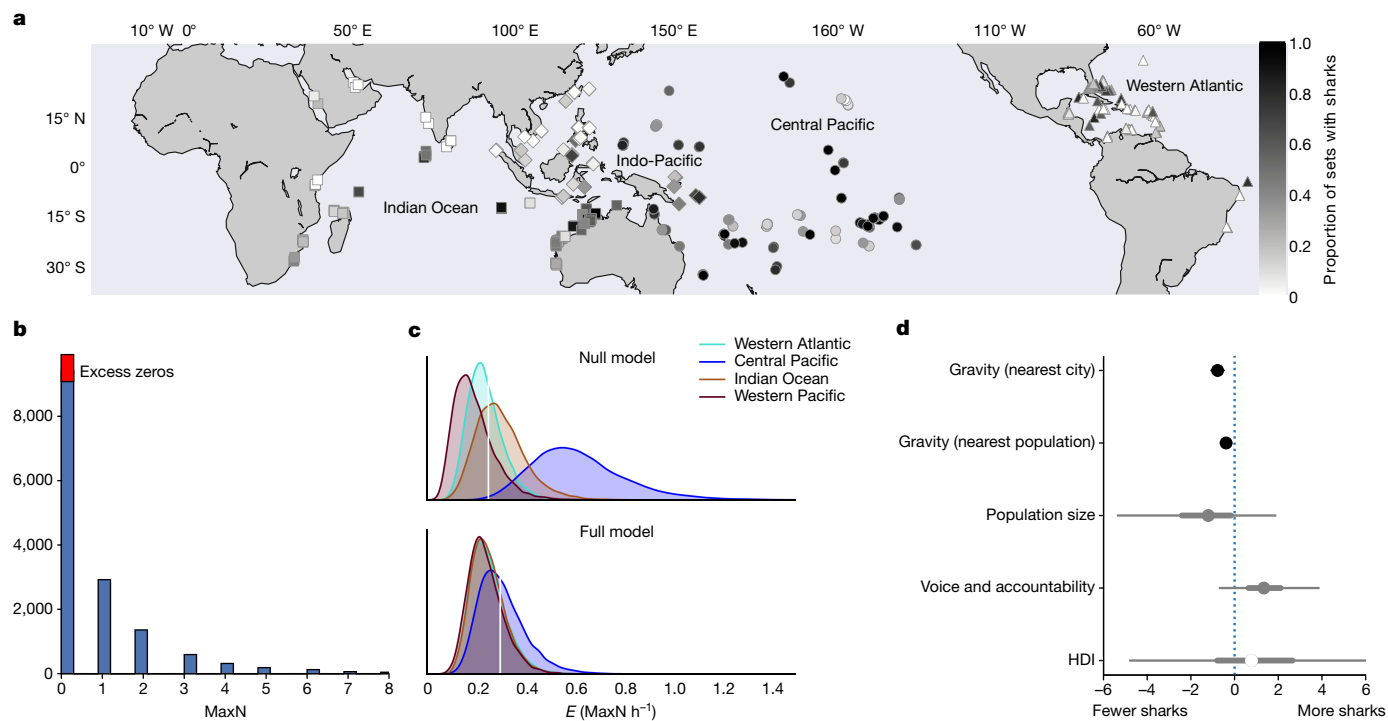 a
10° W 0° 50° E 100° E 150° E 160° W 110° W 60° W
15° N
0°
15° S
30° S
Indian Ocean
Indo-Pacific
Central Pacific
Western Atlantic
1.0
0.8
0.6
0.4
0.2
0
Proportion of sets with sharks
b
Excess zeros
8,000
6,000
4,000
2,000
0
0 1 2 3 4 5 6 7 8
MaxN
c
Null model
Western Atlantic
Central Pacific
Indian Ocean
Western Pacific
Full model
0 0.2 0.6 0.8 1.0 1.4
E (MaxN h⁻¹)
d
Gravity (nearest city)
Gravity (nearest population)
Population size
Voice and accountability
HDI
−6 −4 −2 0 2 4 6
Fewer sharks More sharks